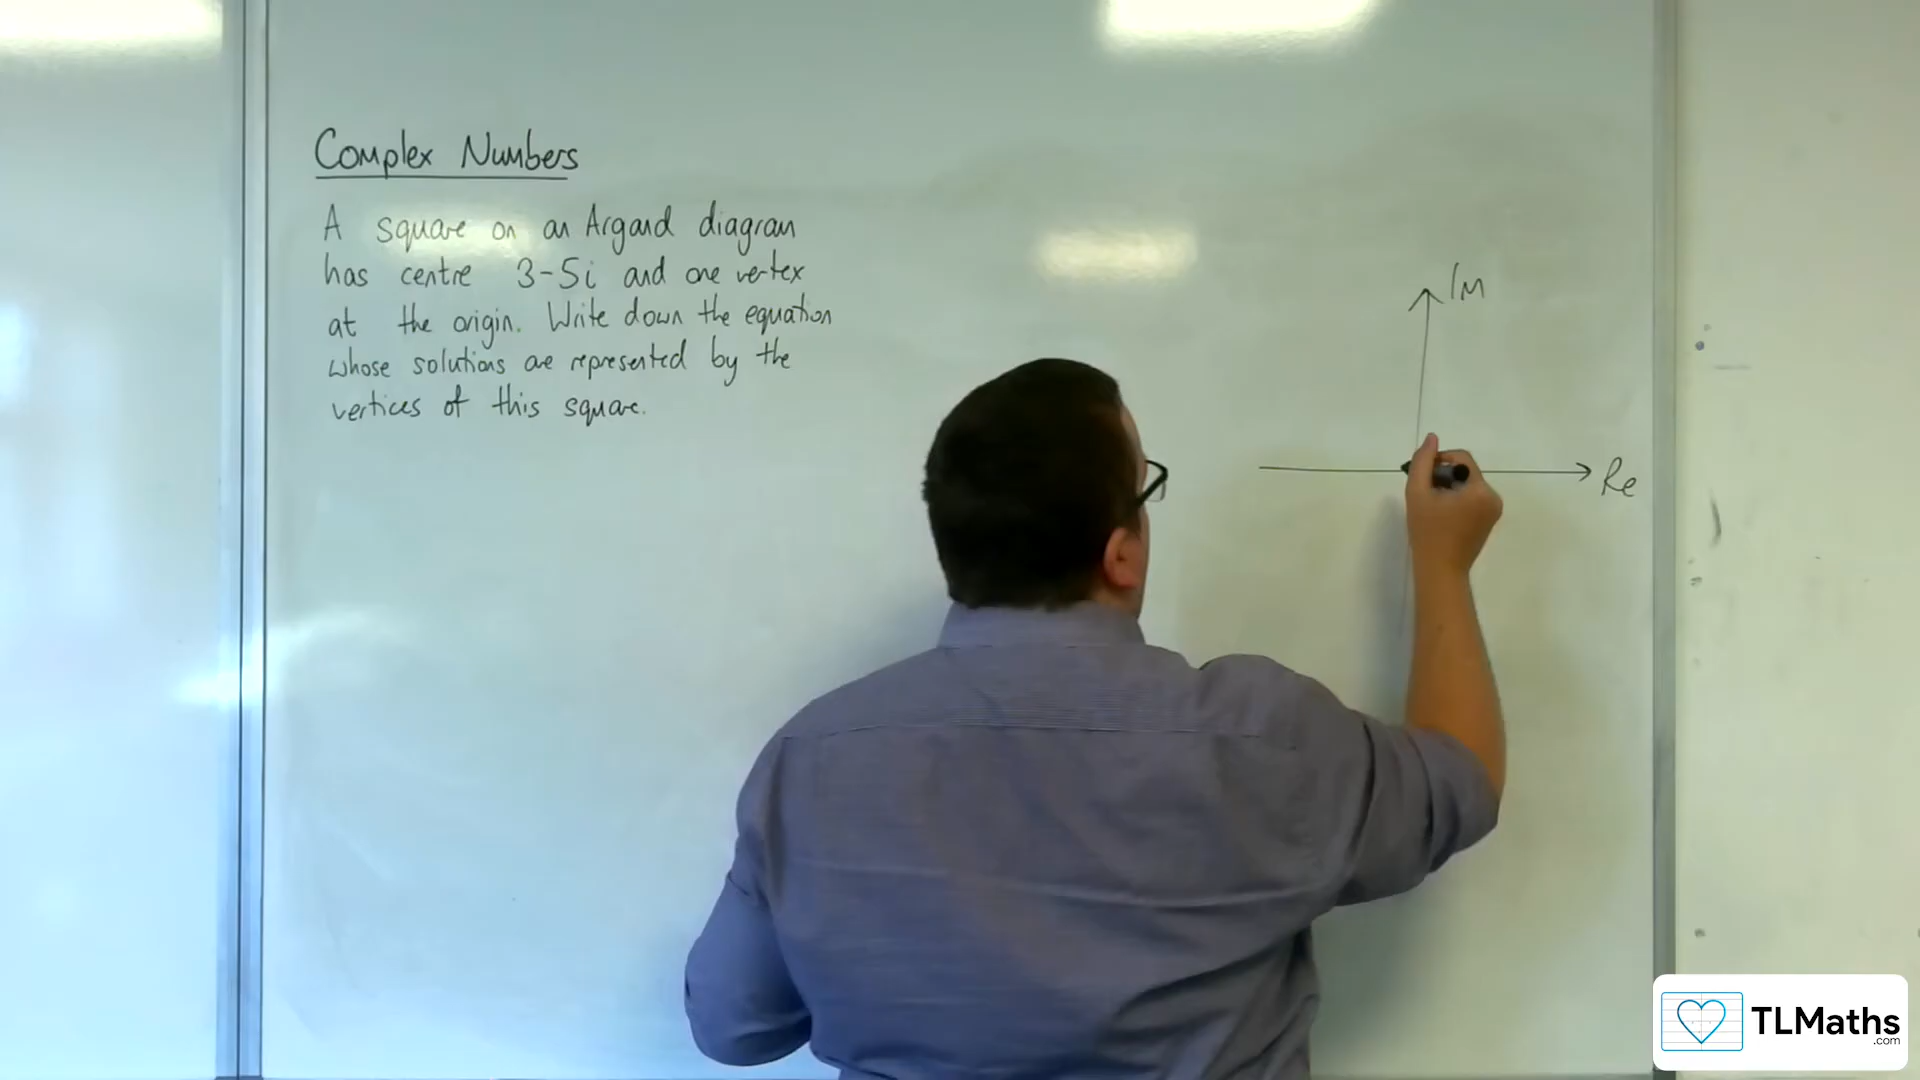 Complex Numbers
A square on an Argand diagram
has centre 3-5i and one vertex
at the origin. Write down the equation
whose solutions are represented by the
vertices of this square.
Im
Re
TLMaths
.com